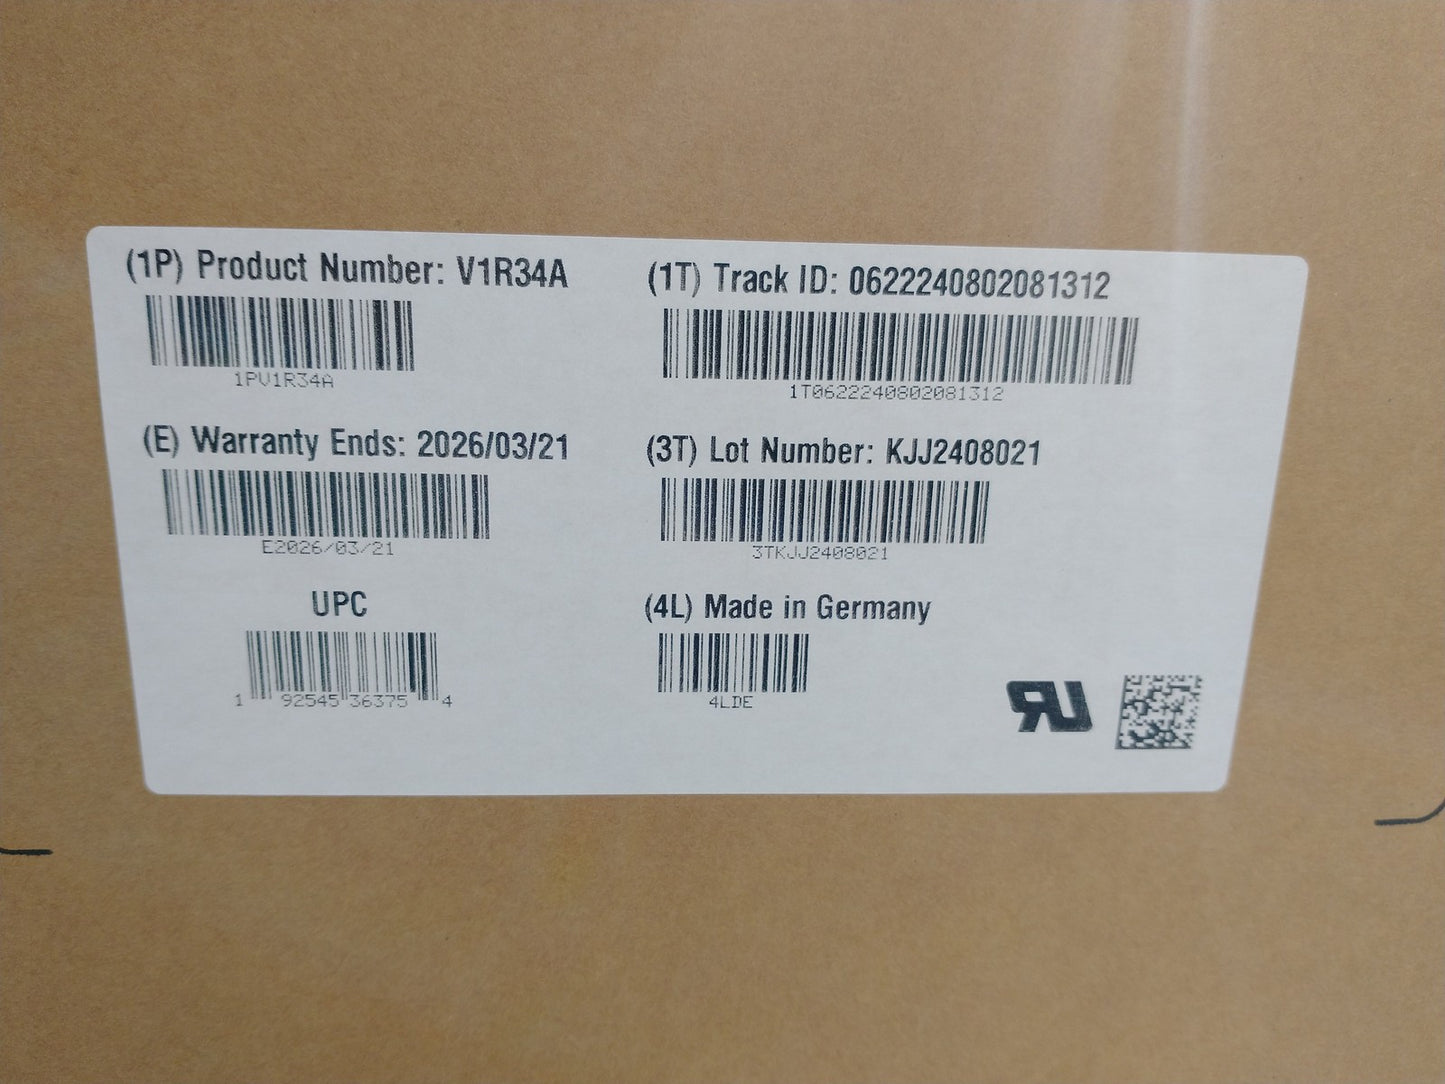 (1P) Product Number: V1R34A
1PV1R34A
(1T) Track ID: 0622240802081312
1T0622240802081312
(E) Warranty Ends: 2026/03/21
E2026/03/21
(3T) Lot Number: KJJ2408021
3TKJJ2408021
UPC
1 92545 36375 4
(4L) Made in Germany
4LDE
RU